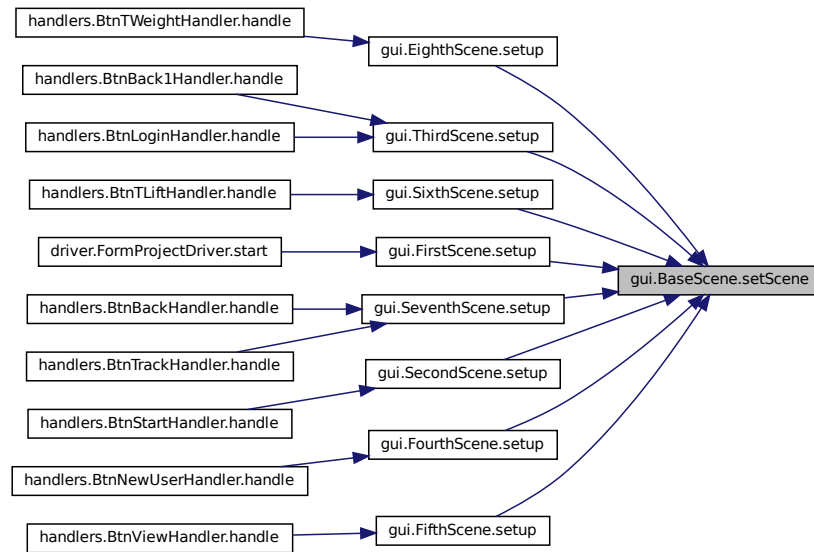 handlers.BtnTWeightHandler.handle
gui.EighthScene.setup
handlers.BtnBack1Handler.handle
handlers.BtnLoginHandler.handle
gui.ThirdScene.setup
handlers.BtnTLiftHandler.handle
gui.SixthScene.setup
driver.FormProjectDriver.start
gui.FirstScene.setup
gui.BaseScene.setScene
handlers.BtnBackHandler.handle
gui.SeventhScene.setup
handlers.BtnTrackHandler.handle
gui.SecondScene.setup
handlers.BtnStartHandler.handle
gui.FourthScene.setup
handlers.BtnNewUserHandler.handle
gui.FifthScene.setup
handlers.BtnViewHandler.handle